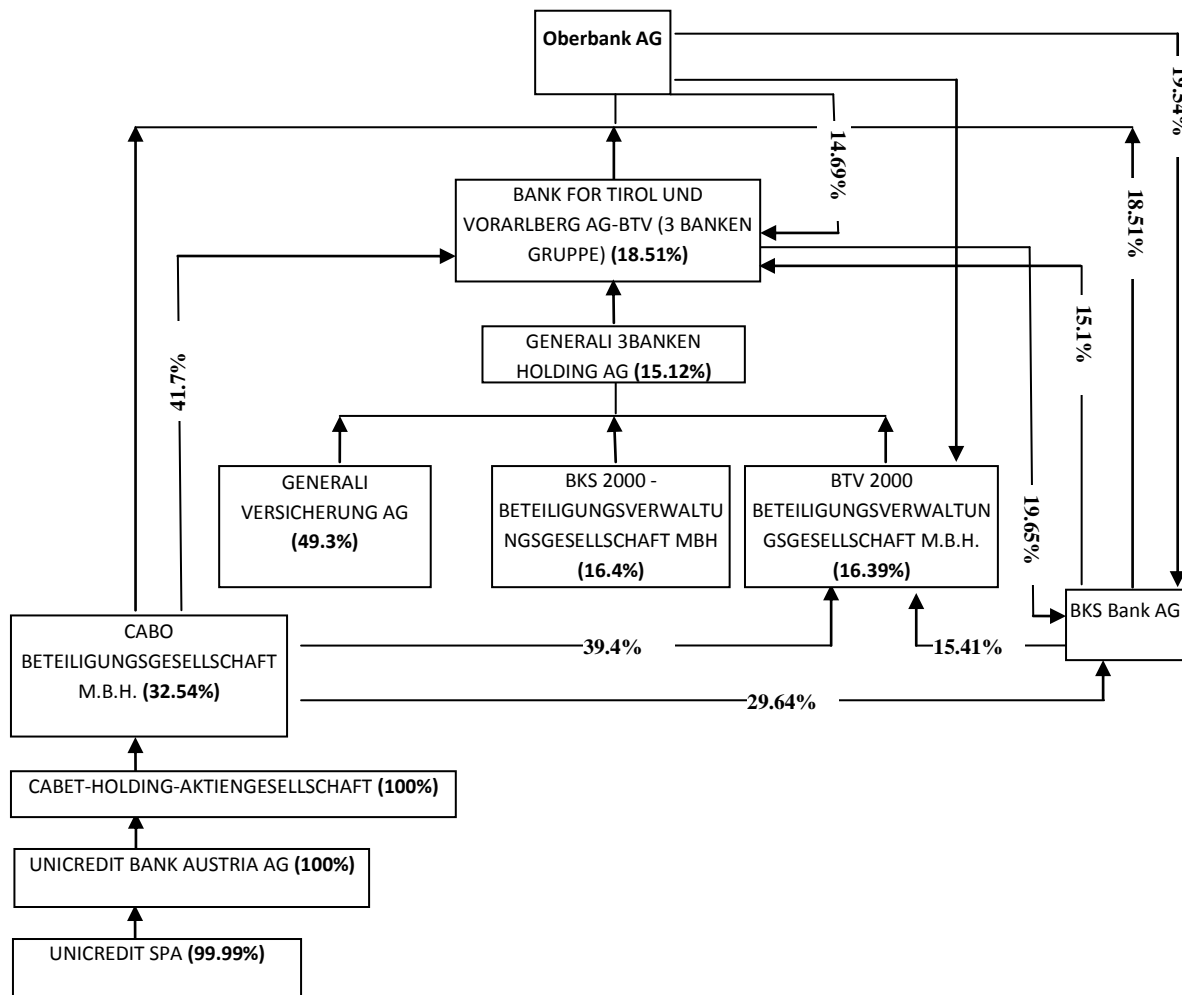 Oberbank AG
19.54%
14.69%
BANK FOR TIROL UND
VORARLBERG AG-BTV (3 BANKEN
GRUPPE) (18.51%)
18.51%
15.1%
GENERALI 3BANKEN
HOLDING AG (15.12%)
41.7%
GENERALI
VERSICHERUNG AG
(49.3%)
BKS 2000 -
BETEILIGUNGSVERWALTU
NGSGESELLSCHAFT MBH
(16.4%)
BTV 2000
BETEILIGUNGSVERWALTUN
GSGESELLSCHAFT M.B.H.
(16.39%)
19.65%
BKS Bank AG
CABO
BETEILIGUNGSGESELLSCHAFT
M.B.H. (32.54%)
39.4%
15.41%
29.64%
CABET-HOLDING-AKTIENGESELLSCHAFT (100%)
UNICREDIT BANK AUSTRIA AG (100%)
UNICREDIT SPA (99.99%)